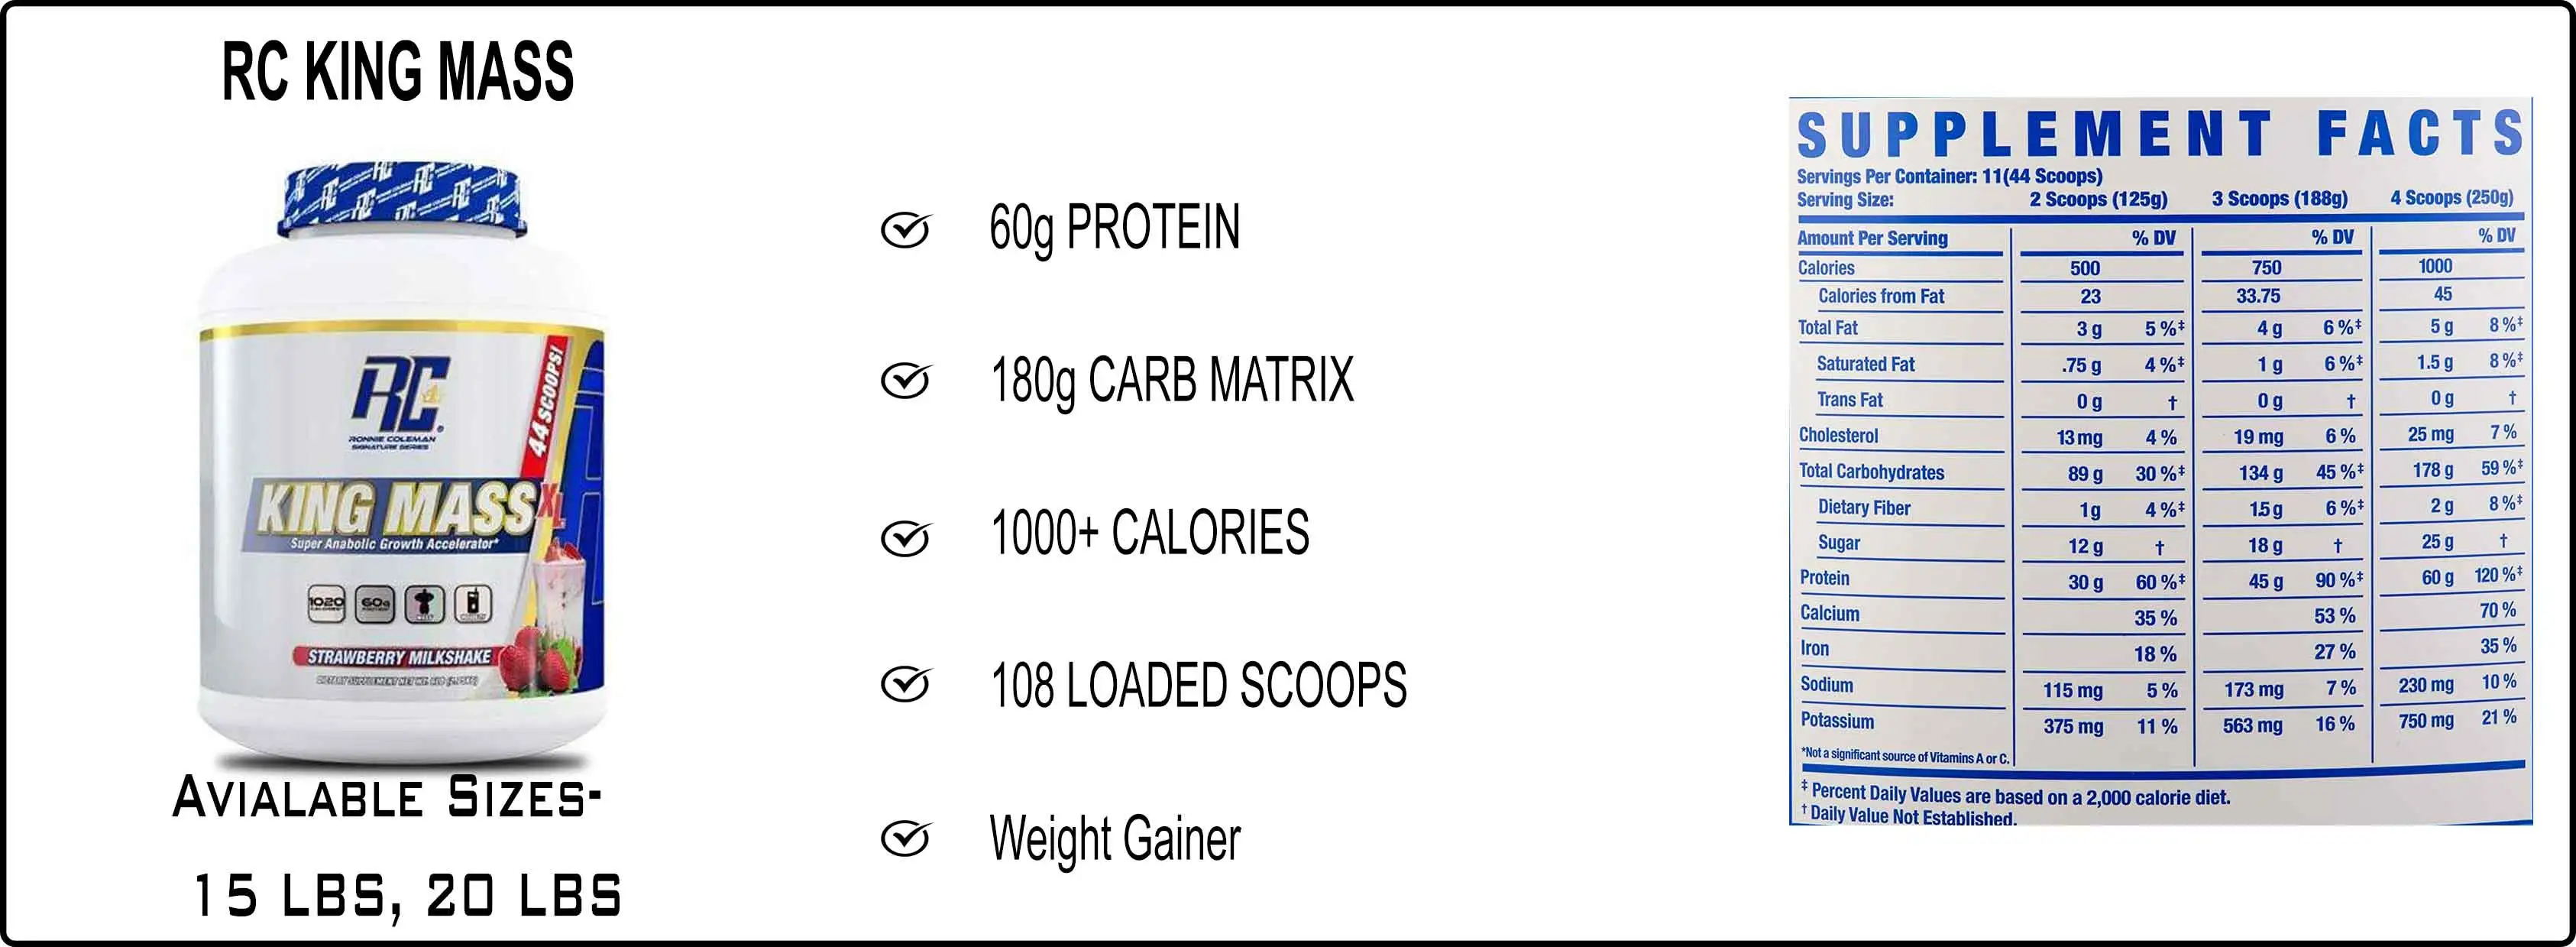 RC KING MASS
RC
RONNIE COLEMAN
SIGNATURE SERIES
44 SCOOPS!
KING MASS XL
Super Anabolic Growth Accelerator*
1020
60g
STRAWBERRY MILKSHAKE
AVIALABLE SIZES-
15 LBS, 20 LBS
60g PROTEIN
180g CARB MATRIX
1000+ CALORIES
108 LOADED SCOOPS
Weight Gainer
SUPPLEMENT FACTS
Servings Per Container: 11(44 Scoops)
Serving Size: 2 Scoops (125g) 3 Scoops (188g) 4 Scoops (250g)
Amount Per Serving % DV % DV % DV
Calories 500 750 1000
Calories from Fat 23 33.75 45
Total Fat 3 g 5 %‡ 4 g 6 %‡ 5 g 8 %‡
Saturated Fat .75 g 4 %‡ 1 g 6 %‡ 1.5 g 8 %‡
Trans Fat 0 g † 0 g † 0 g †
Cholesterol 13 mg 4 % 19 mg 6 % 25 mg 7 %
Total Carbohydrates 89 g 30 %‡ 134 g 45 %‡ 178 g 59 %‡
Dietary Fiber 1 g 4 %‡ 1.5 g 6 %‡ 2 g 8 %‡
Sugar 12 g † 18 g † 25 g †
Protein 30 g 60 %‡ 45 g 90 %‡ 60 g 120 %‡
Calcium 35 % 53 % 70 %
Iron 18 % 27 % 35 %
Sodium 115 mg 5 % 173 mg 7 % 230 mg 10 %
Potassium 375 mg 11 % 563 mg 16 % 750 mg 21 %
*Not a significant source of Vitamins A or C.
‡ Percent Daily Values are based on a 2,000 calorie diet.
† Daily Value Not Established.